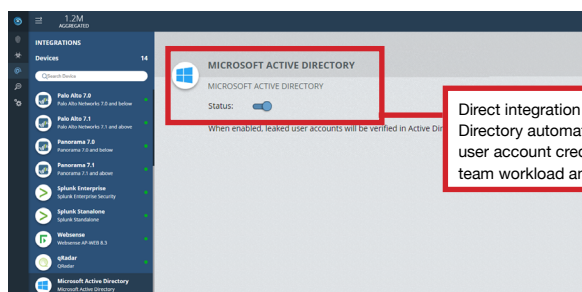 1.2M
AGGREGATED
INTEGRATIONS
Devices 14
Search Device
Palo Alto 7.0
Palo Alto Networks 7.0 and below
Palo Alto 7.1
Palo Alto Networks 7.1 and above
Panorama 7.0
Panorama 7.0 and below
Panorama 7.1
Panorama 7.1 and above
Splunk Enterprise
Splunk Enterprise Security
Splunk Stanalone
Splunk Standalone
Websense
Websense AP-WEB 8.3
qRadar
QRadar
Microsoft Active Directory
Microsoft Active Directory
MICROSOFT ACTIVE DIRECTORY
MICROSOFT ACTIVE DIRECTORY
Status:
When enabled, leaked user accounts will be verified in Active Dir
Direct integration
Directory automa
user account cred
team workload an